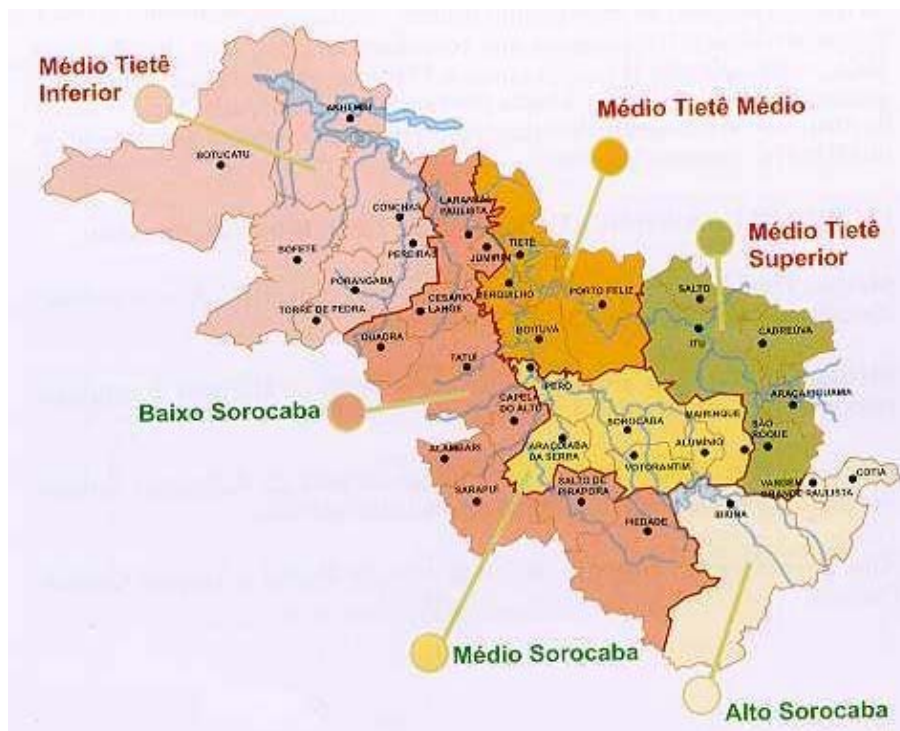 Médio Tietê
Inferior
ANHEMBI
Médio Tietê Médio
BOTUCATU
CONCHAS
LARANJAL
PAULISTA
Médio Tietê
Superior
BOFETE
PEREIRAS
JUMIRIM
TIETÊ
PORANGABA
CERQUILHO
PORTO FELIZ
SALTO
TORRE DE PEDRA
CESÁRIO
LANGE
QUADRA
BOITUVA
ITU
CABREÚVA
TATUÍ
IPERÓ
Baixo Sorocaba
CAPELA
DO ALTO
SOROCABA
MAIRINQUE
ARAÇARIGUAMA
ALAMBARI
ARAÇOIABA
DA SERRA
ALUMÍNIO
SÃO
ROQUE
VOTORANTIM
SARAPUÍ
SALTO DE
PIRAPORA
VARGEM
GRANDE PAULISTA
COTIA
PIEDADE
IBIÚNA
Médio Sorocaba
Alto Sorocaba